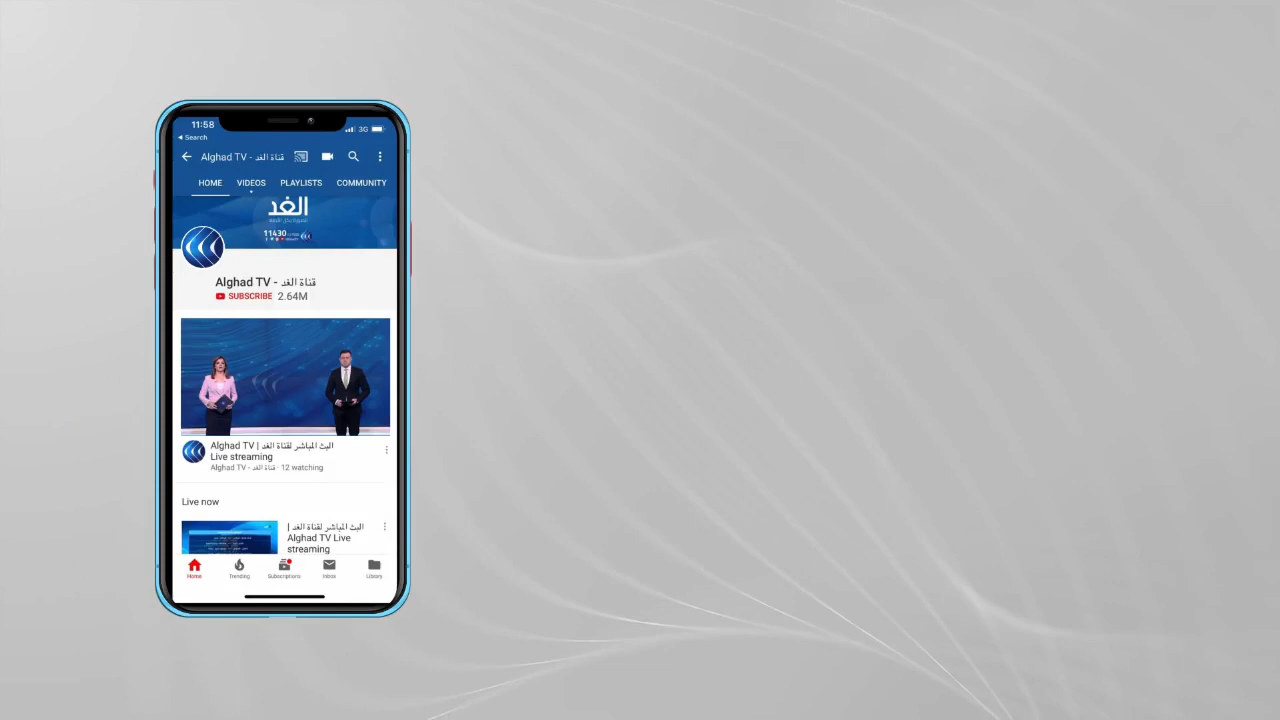 11:58
3G
◀ Search
Alghad TV - قناة الغد
HOME VIDEOS PLAYLISTS COMMUNITY
الغد
11430
Alghad TV - قناة الغد
SUBSCRIBE 2.64M
Alghad TV | البث المباشر لقناة الغد
Live streaming
Alghad TV - قناة الغد · 12 watching
Live now
البث المباشر لقناة الغد |
Alghad TV Live
streaming
Home Trending Subscriptions Inbox Library